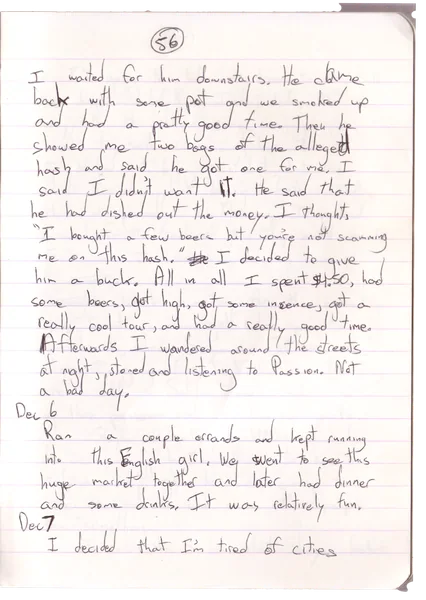 56
I waited for him downstairs. He came
back with some pot and we smoked up
and had a pretty good time. Then he
showed me two bags of the alleged
hash and said he got one for me. I
said I didn't want it. He said that
he had dished out the money. I thought,
"I bought a few beers but you're not scamming
me on this hash." I decided to give
him a buck. All in all I spent $4.50, had
some beers, got high, got some insence, got a
really cool tour, and had a really good time.
Afterwards I wandered around the streets
at night, stoned and listening to Passion. Not
a bad day.
Dec 6
Ran a couple errands and kept running
into this English girl. We went to see this
huge market together and later had dinner
and some drinks. It was relatively fun.
Dec 7
I decided that I'm tired of cities